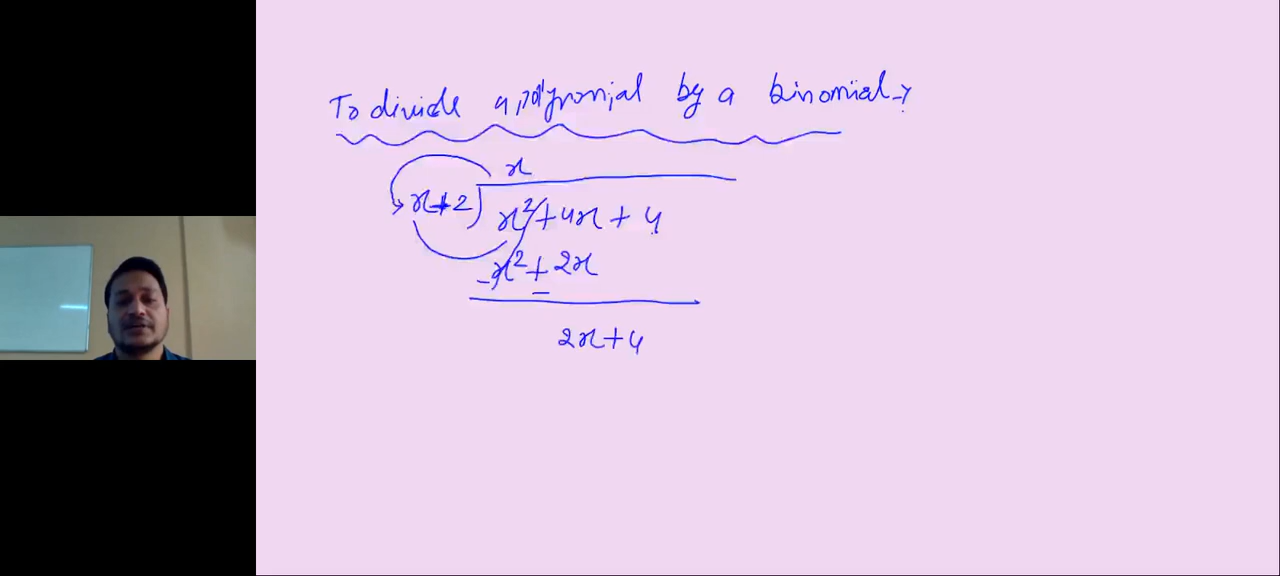 To divide a polynomial by a binomial →
x
x+2) x²+4x+4
-x²+2x
-
2x+4